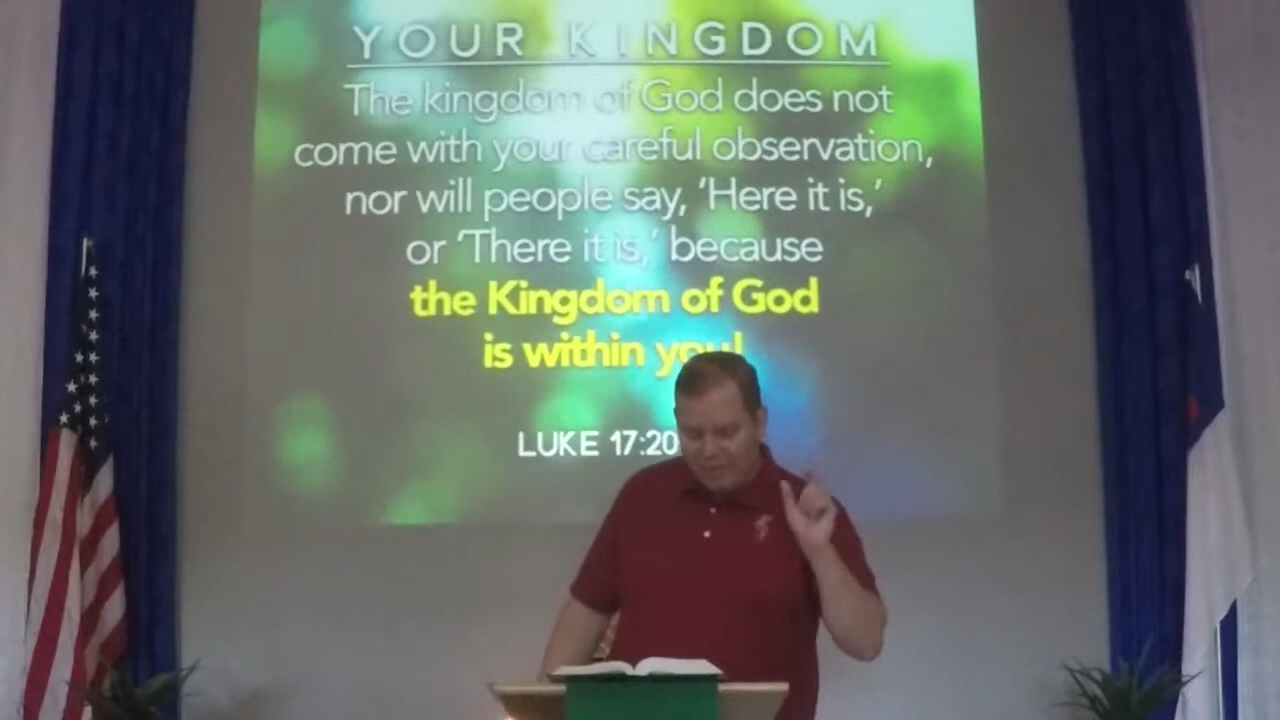 YOUR KINGDOM
The kingdom of God does not
come with your careful observation,
nor will people say, ‘Here it is,’
or ‘There it is,’ because
the Kingdom of God
is within you!
LUKE 17:20